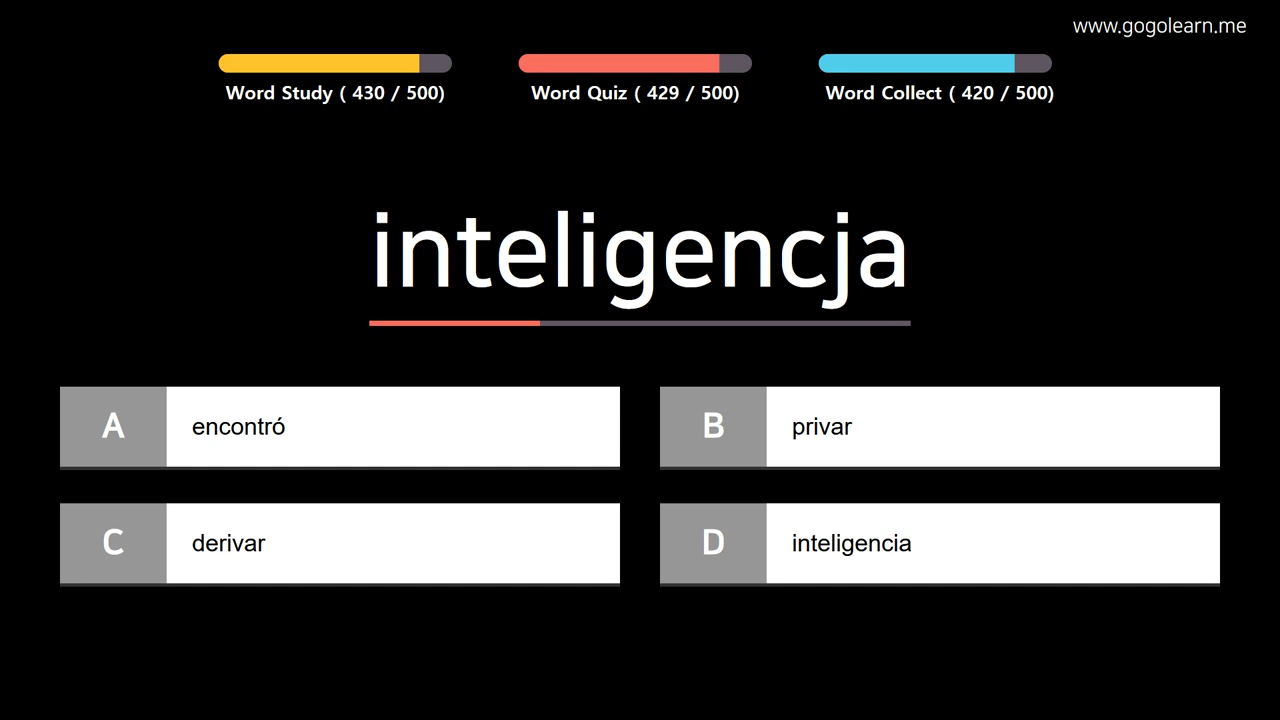 www.gogolearn.me
Word Study ( 430 / 500)
Word Quiz ( 429 / 500)
Word Collect ( 420 / 500)
inteligencja
A encontró
B privar
C derivar
D inteligencia